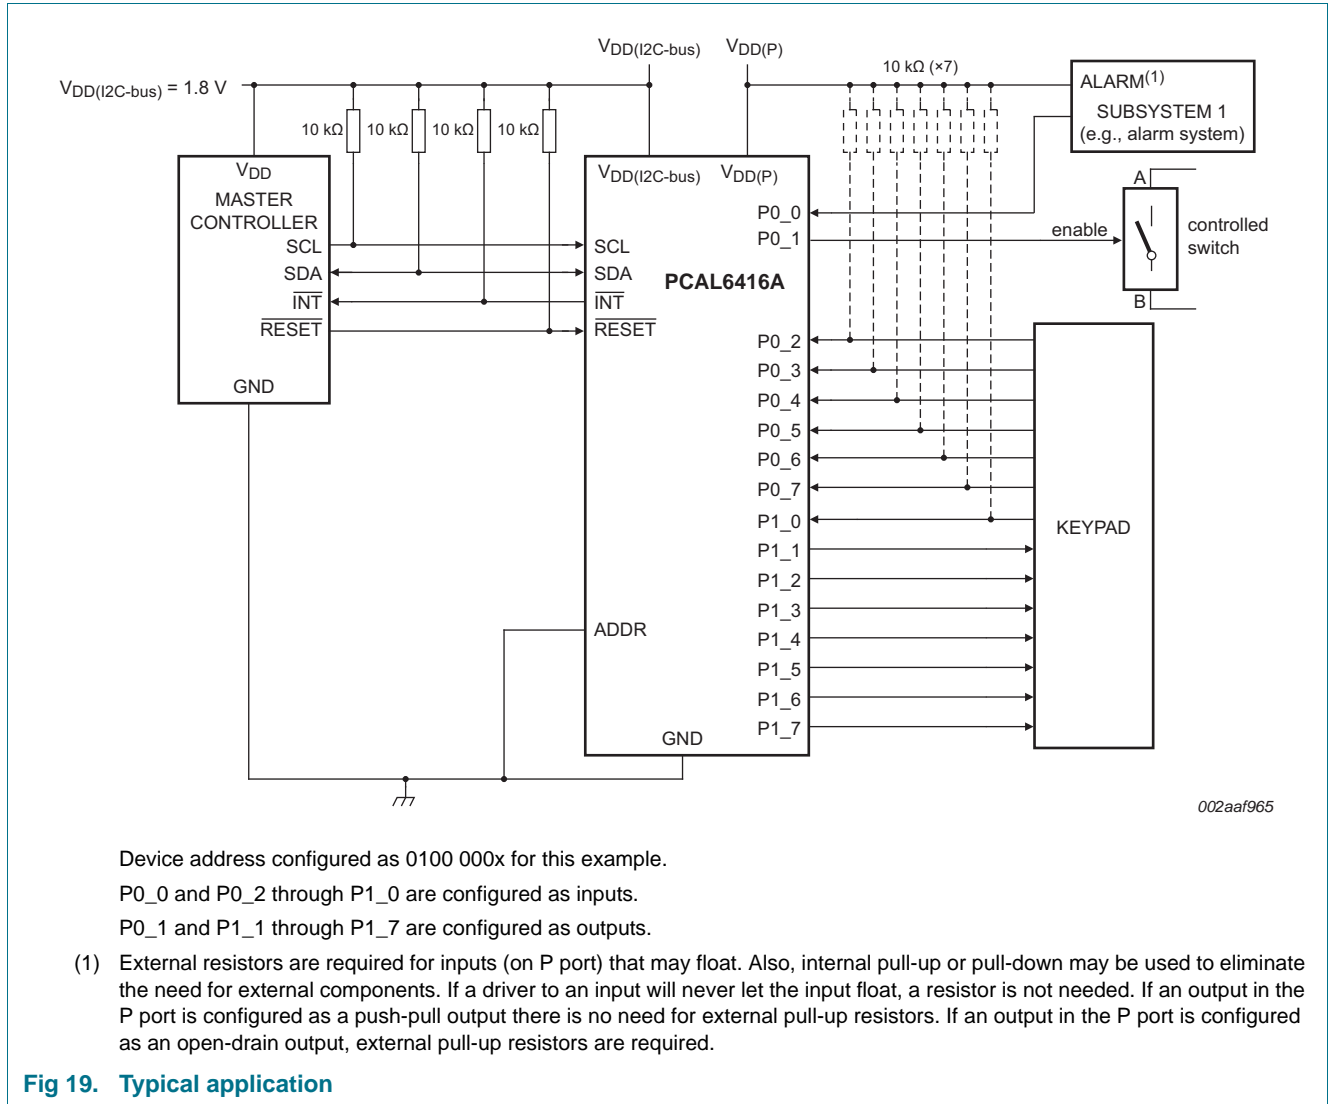 VDD(I2C-bus) VDD(P)
VDD(I2C-bus) = 1.8 V
10 kΩ (×7)
10 kΩ 10 kΩ 10 kΩ 10 kΩ
ALARM(1)
SUBSYSTEM 1
(e.g., alarm system)
VDD
MASTER
CONTROLLER
SCL
SDA
INT
RESET
GND
VDD(I2C-bus) VDD(P)
SCL
SDA
INT
RESET
PCAL6416A
ADDR
GND
P0_0
P0_1
P0_2
P0_3
P0_4
P0_5
P0_6
P0_7
P1_0
P1_1
P1_2
P1_3
P1_4
P1_5
P1_6
P1_7
enable
A
B
controlled
switch
KEYPAD
002aaf965
Device address configured as 0100 000x for this example.
P0_0 and P0_2 through P1_0 are configured as inputs.
P0_1 and P1_1 through P1_7 are configured as outputs.
(1) External resistors are required for inputs (on P port) that may float. Also, internal pull-up or pull-down may be used to eliminate
the need for external components. If a driver to an input will never let the input float, a resistor is not needed. If an output in the
P port is configured as a push-pull output there is no need for external pull-up resistors. If an output in the P port is configured
as an open-drain output, external pull-up resistors are required.
Fig 19. Typical application